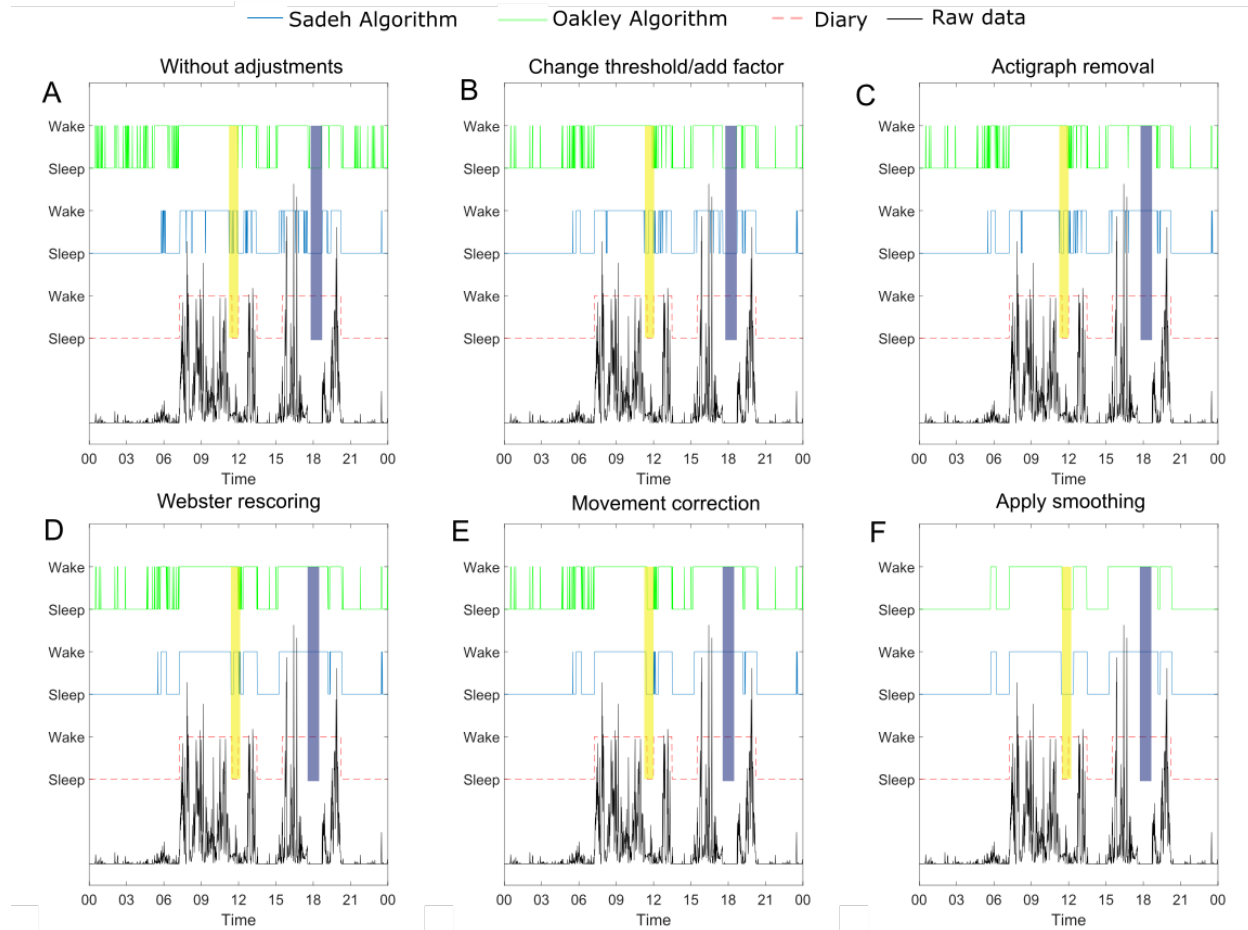 Sadeh Algorithm Oakley Algorithm Diary Raw data
Without adjustments Change threshold/add factor Actigraph removal
A B C
Wake Wake Wake
Sleep Sleep Sleep
Wake Wake Wake
Sleep Sleep Sleep
Wake Wake Wake
Sleep Sleep Sleep
00 03 06 09 12 15 18 21 00 00 03 06 09 12 15 18 21 00 00 03 06 09 12 15 18 21 00
Time Time Time
Webster rescoring Movement correction Apply smoothing
D E F
Wake Wake Wake
Sleep Sleep Sleep
Wake Wake Wake
Sleep Sleep Sleep
Wake Wake Wake
Sleep Sleep Sleep
00 03 06 09 12 15 18 21 00 00 03 06 09 12 15 18 21 00 00 03 06 09 12 15 18 21 00
Time Time Time